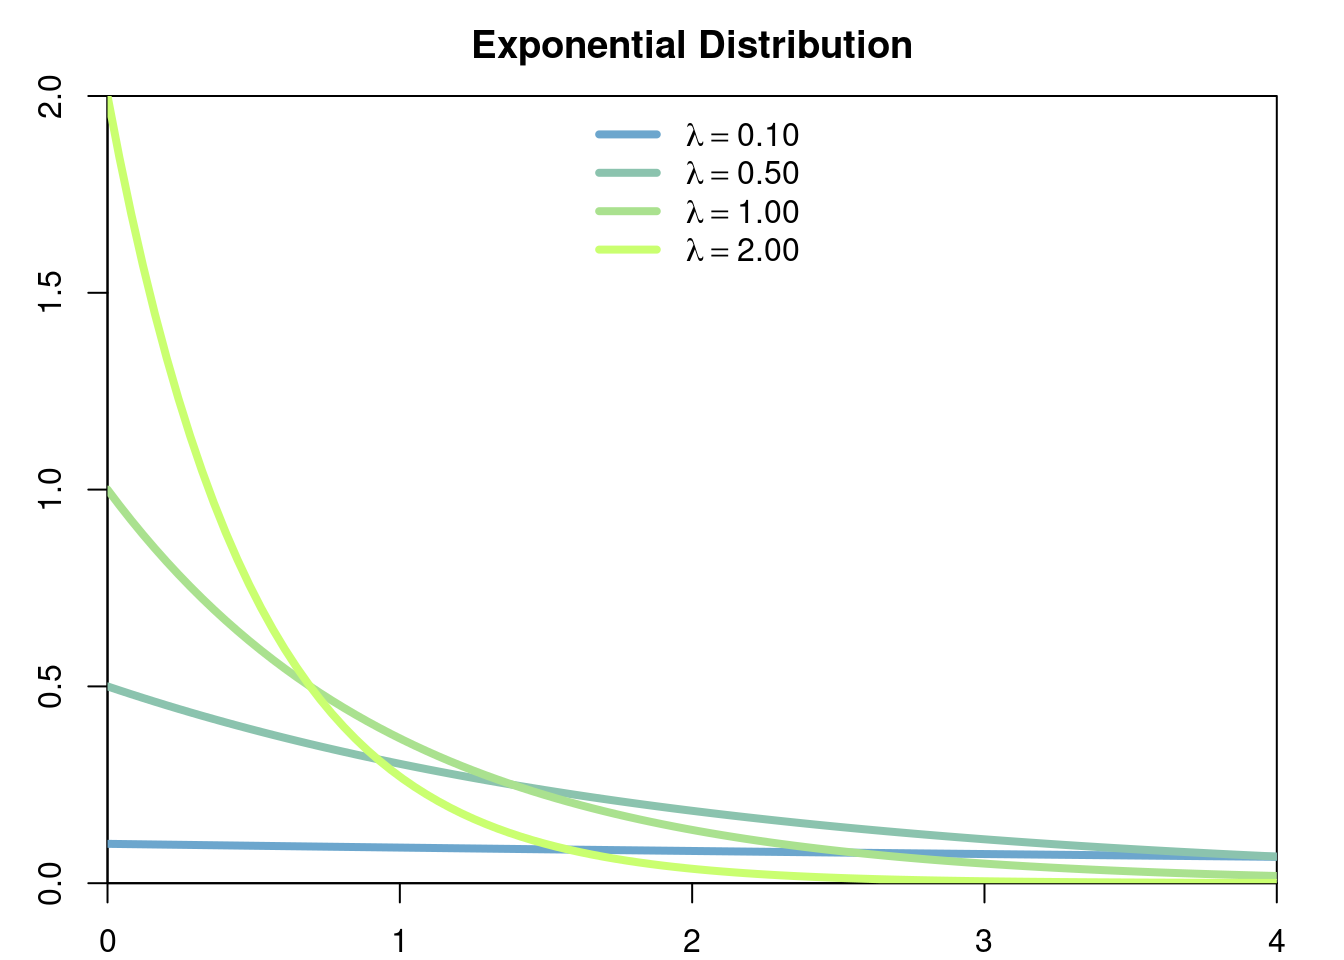 Exponential Distribution
λ = 0.10
λ = 0.50
λ = 1.00
λ = 2.00
2.0
1.5
1.0
0.5
0.0
0 1 2 3 4